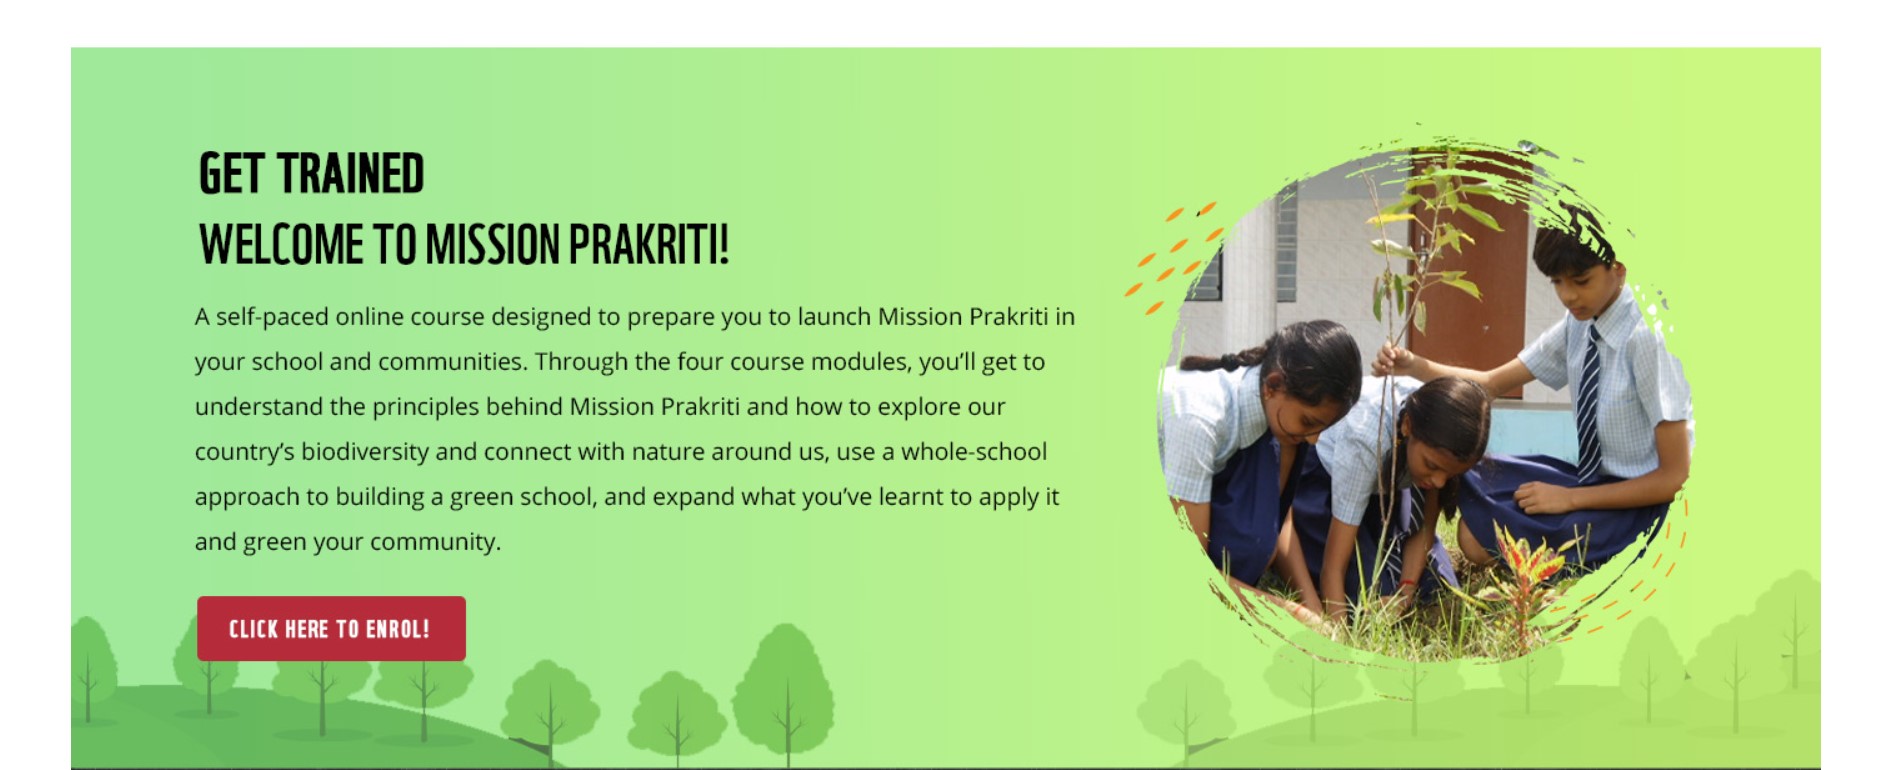 GET TRAINED
WELCOME TO MISSION PRAKRITI!
A self-paced online course designed to prepare you to launch Mission Prakriti in
your school and communities. Through the four course modules, you'll get to
understand the principles behind Mission Prakriti and how to explore our
country's biodiversity and connect with nature around us, use a whole-school
approach to building a green school, and expand what you've learnt to apply it
and green your community.
CLICK HERE TO ENROL!